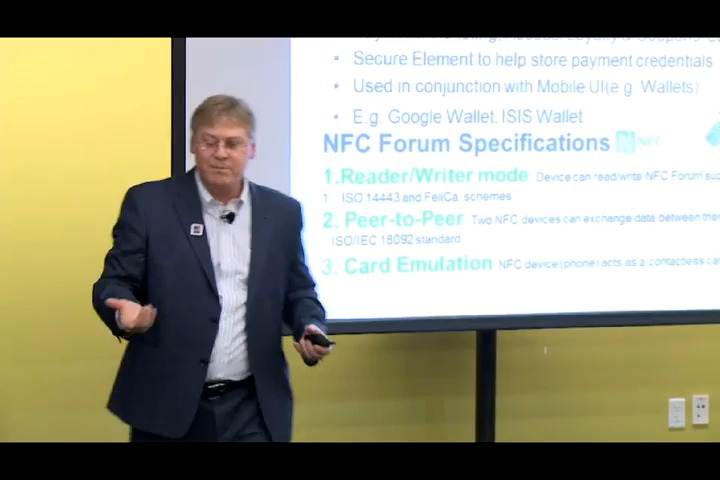 Secure Element to help store payment credentials
Used in conjunction with Mobile UI(e g. Wallets)
E.g. Google Wallet, ISIS Wallet
NFC Forum Specifications NFC
1.Reader/Writer mode Device can read/write NFC Forum
1 ISO 14443 and FeliCa schemes
2. Peer-to-Peer Two NFC devices can exchange data between
ISO/IEC 18092 standard
3. Card Emulation NFC device (phone) acts as a contactless